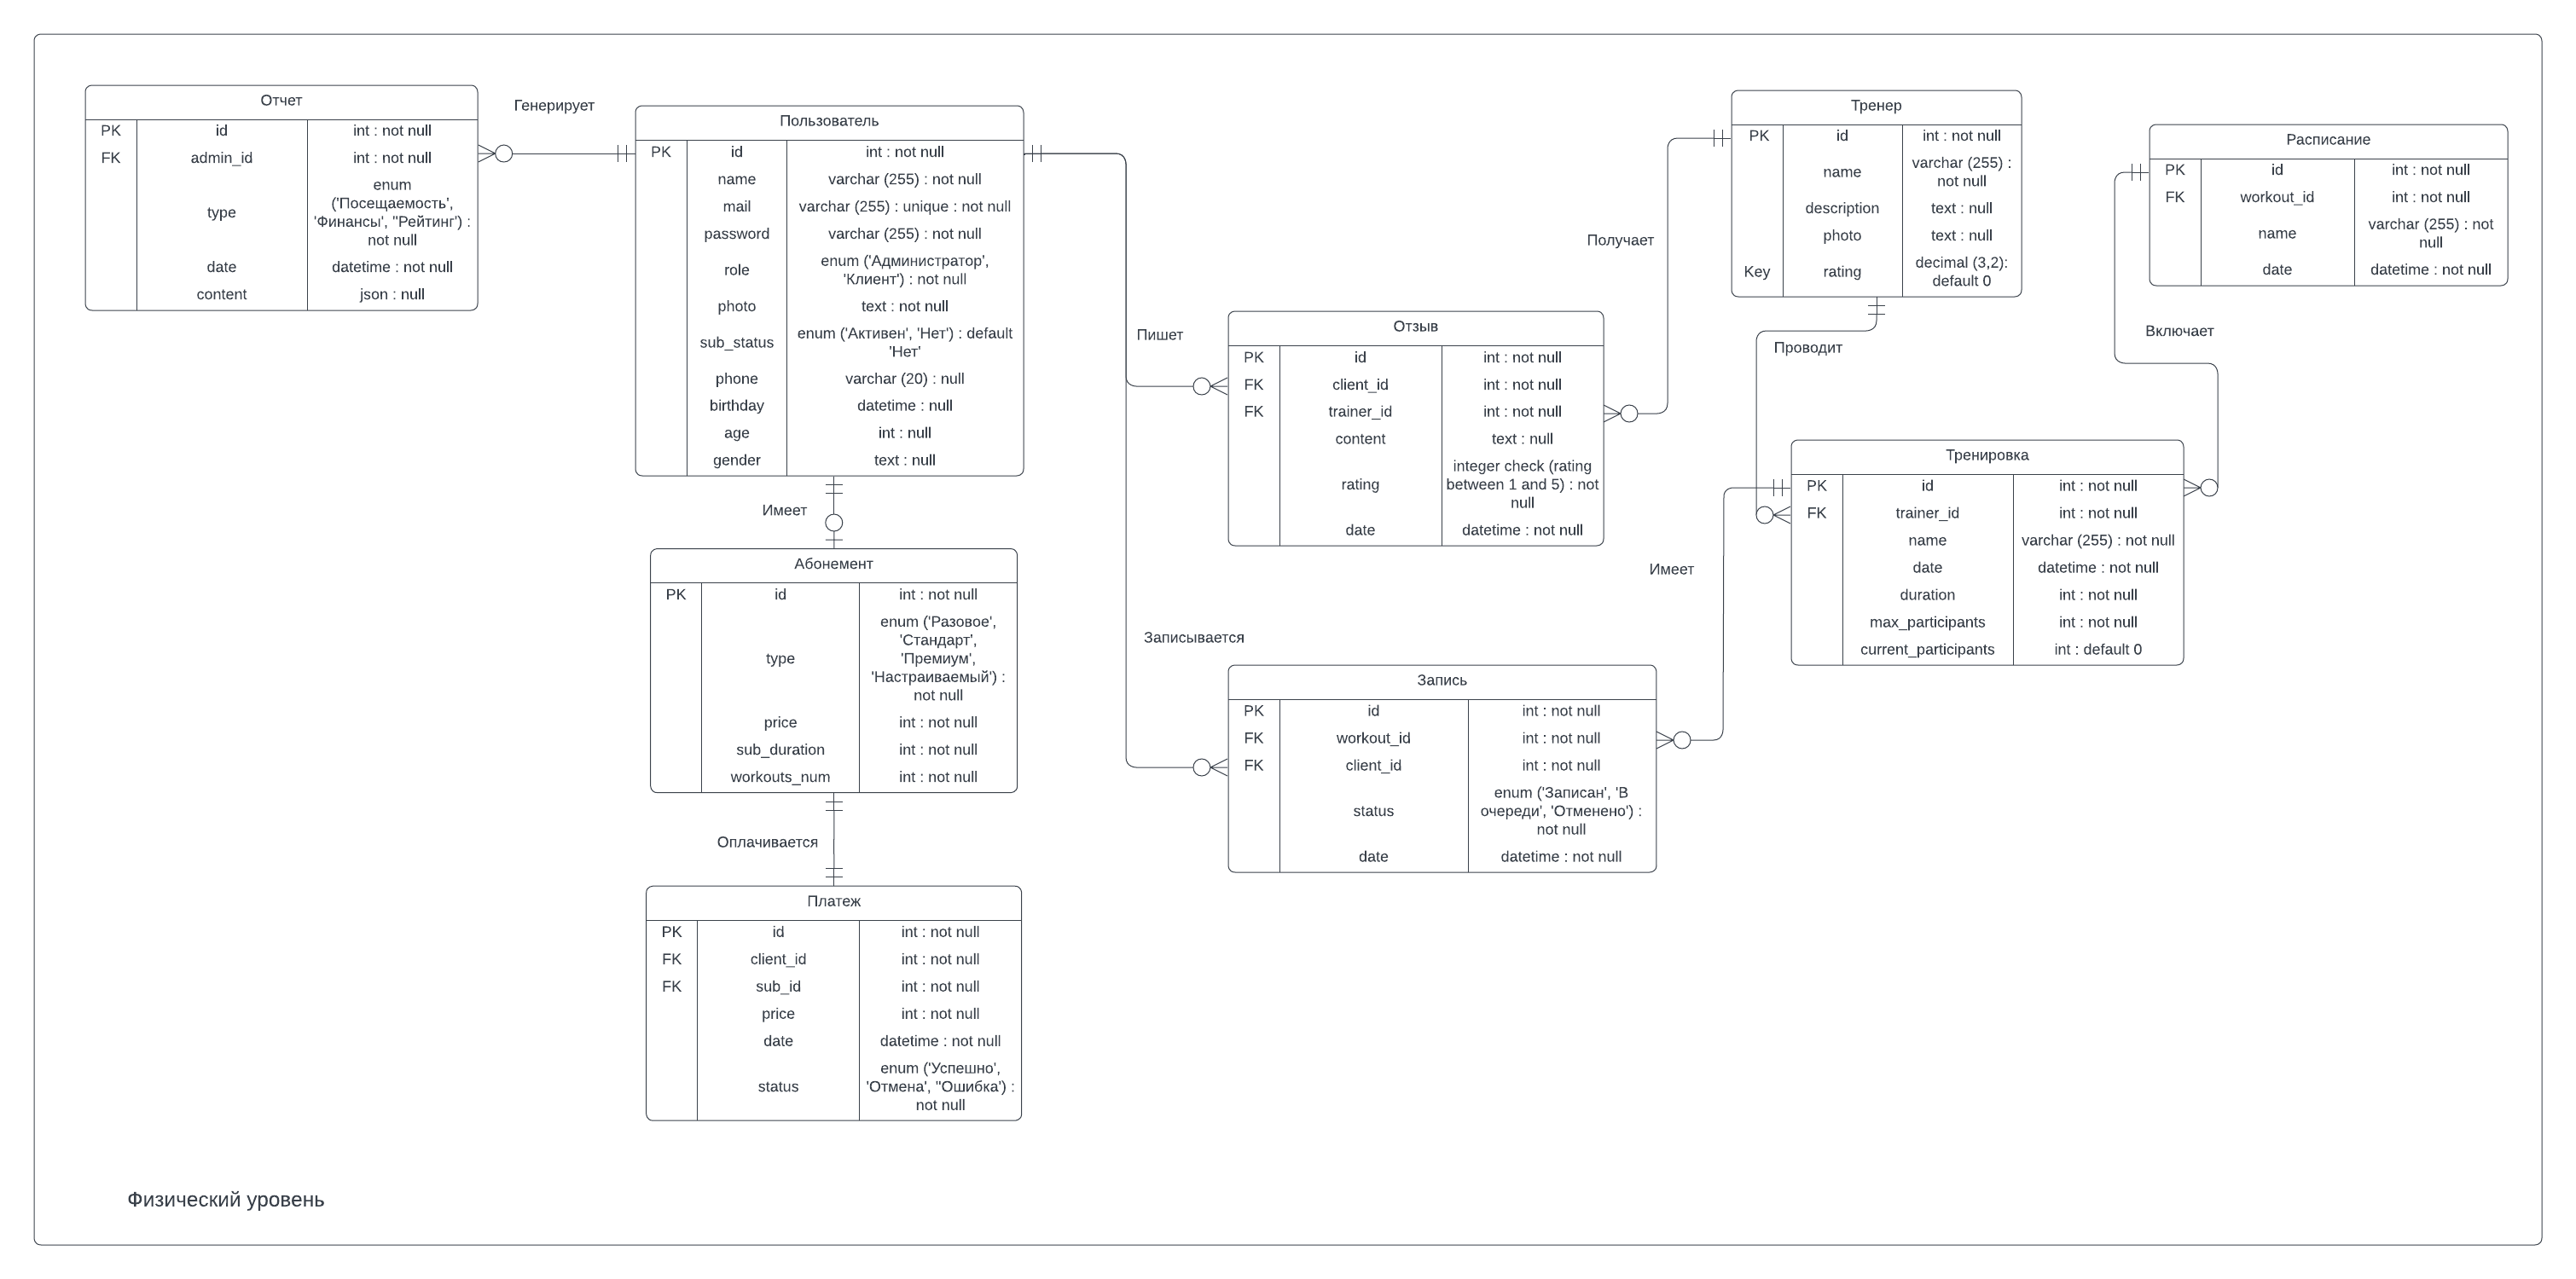 Отчет
PK id int : not null
FK admin_id int : not null
type enum
('Посещаемость',
'Финансы', "Рейтинг') :
not null
date datetime : not null
content json : null
Генерирует
Пользователь
PK id int : not null
name varchar (255) : not null
mail varchar (255) : unique : not null
password varchar (255) : not null
role enum ('Администратор',
'Клиент') : not null
photo text : not null
sub_status enum ('Активен', 'Нет') : default
'Нет'
phone varchar (20) : null
birthday datetime : null
age int : null
gender text : null
Имеет
Абонемент
PK id int : not null
type enum ('Разовое',
'Стандарт',
'Премиум',
'Настраиваемый') :
not null
price int : not null
sub_duration int : not null
workouts_num int : not null
Оплачивается
Платеж
PK id int : not null
FK client_id int : not null
FK sub_id int : not null
price int : not null
date datetime : not null
status enum ('Успешно',
'Отмена', "Ошибка') :
not null
Пишет
Отзыв
PK id int : not null
FK client_id int : not null
FK trainer_id int : not null
content text : null
rating integer check (rating
between 1 and 5) : not
null
date datetime : not null
Записывается
Запись
PK id int : not null
FK workout_id int : not null
FK client_id int : not null
status enum ('Записан', 'В
очереди', 'Отменено') :
not null
date datetime : not null
Получает
Тренер
PK id int : not null
name varchar (255) :
not null
description text : null
photo text : null
Key rating decimal (3,2):
default 0
Проводит
Имеет
Тренировка
PK id int : not null
FK trainer_id int : not null
name varchar (255) : not null
date datetime : not null
duration int : not null
max_participants int : not null
current_participants int : default 0
Расписание
PK id int : not null
FK workout_id int : not null
name varchar (255) : not
null
date datetime : not null
Включает
Физический уровень